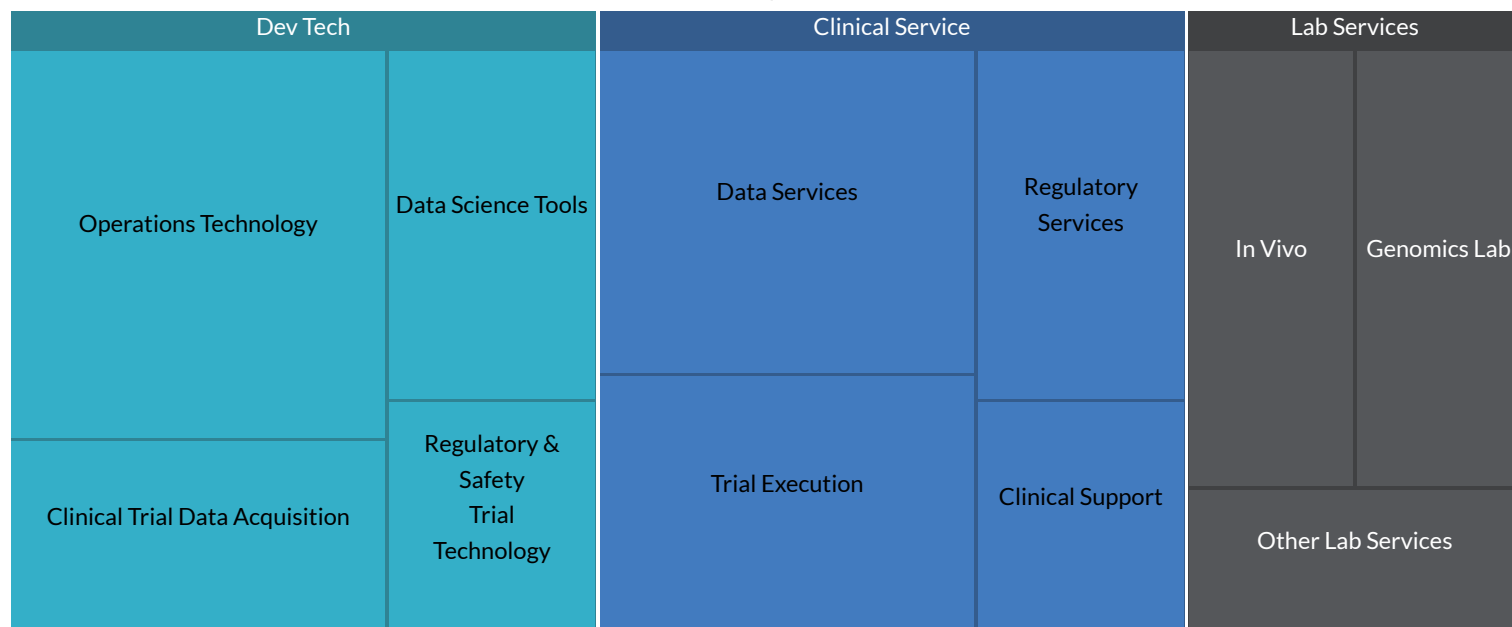 Dev Tech
Operations Technology
Clinical Trial Data Acquisition
Data Science Tools
Regulatory &
Safety
Trial
Technology
Clinical Service
Data Services
Trial Execution
Regulatory
Services
Clinical Support
Lab Services
In Vivo
Genomics Lab
Other Lab Services